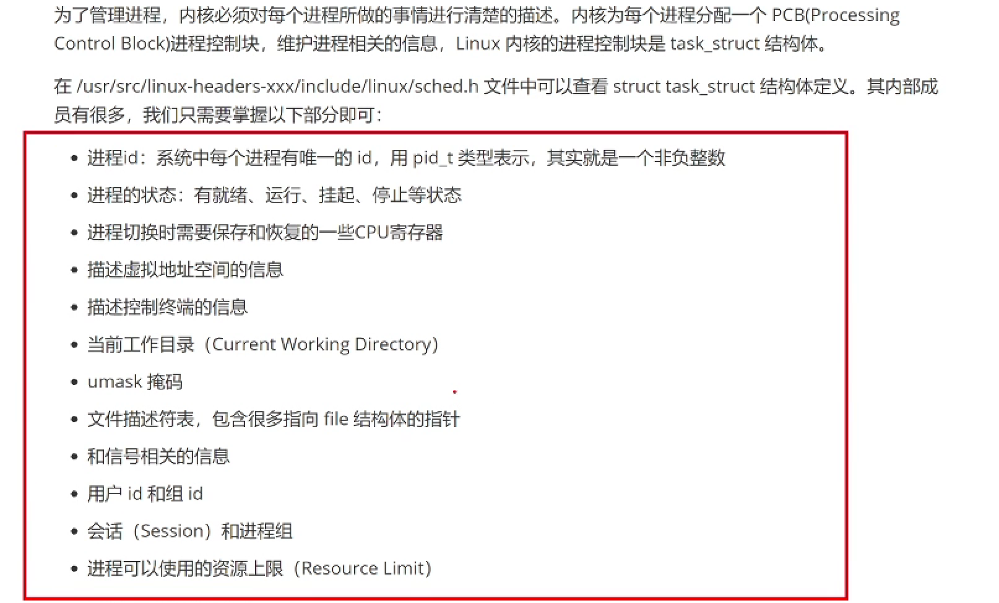 为了管理进程，内核必须对每个进程所做的事情进行清楚的描述。内核为每个进程分配一个 PCB(Processing
Control Block)进程控制块，维护进程相关的信息，Linux 内核的进程控制块是 task_struct 结构体。
在 /usr/src/linux-headers-xxx/include/linux/sched.h 文件中可以查看 struct task_struct 结构体定义。其内部成
员有很多，我们只需要掌握以下部分即可：
• 进程id：系统中每个进程有唯一的 id，用 pid_t 类型表示，其实就是一个非负整数
• 进程的状态：有就绪、运行、挂起、停止等状态
• 进程切换时需要保存和恢复的一些CPU寄存器
• 描述虚拟地址空间的信息
• 描述控制终端的信息
• 当前工作目录（Current Working Directory）
• umask 掩码
• 文件描述符表，包含很多指向 file 结构体的指针
• 和信号相关的信息
• 用户 id 和组 id
• 会话（Session）和进程组
• 进程可以使用的资源上限（Resource Limit）